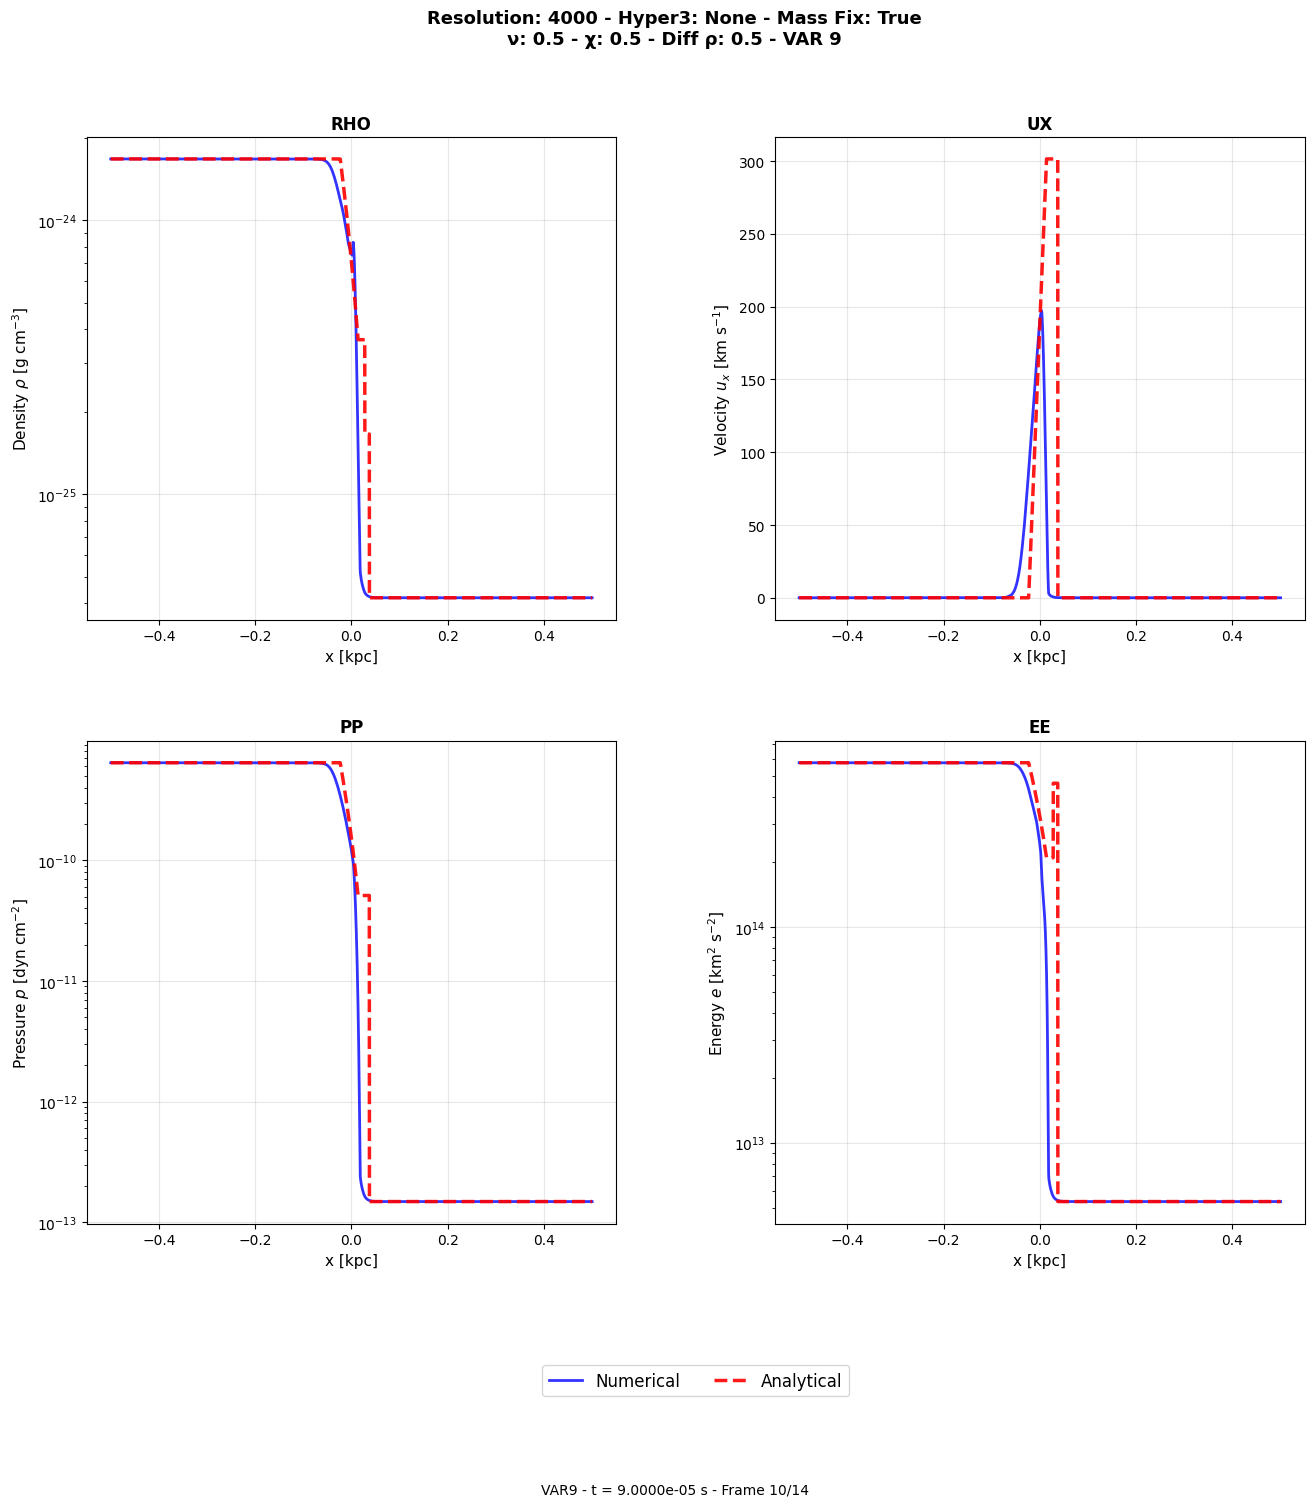 Resolution: 4000 - Hyper3: None - Mass Fix: True
ν: 0.5 - χ: 0.5 - Diff ρ: 0.5 - VAR 9
RHO
Density ρ [g cm⁻³]
10⁻²⁴
10⁻²⁵
−0.4 −0.2 0.0 0.2 0.4
x [kpc]
UX
Velocity uₓ [km s⁻¹]
300
250
200
150
100
50
0
−0.4 −0.2 0.0 0.2 0.4
x [kpc]
PP
Pressure p [dyn cm⁻²]
10⁻¹⁰
10⁻¹¹
10⁻¹²
10⁻¹³
−0.4 −0.2 0.0 0.2 0.4
x [kpc]
EE
Energy e [km² s⁻²]
10¹⁴
10¹³
−0.4 −0.2 0.0 0.2 0.4
x [kpc]
Numerical Analytical
VAR9 - t = 9.0000e-05 s - Frame 10/14